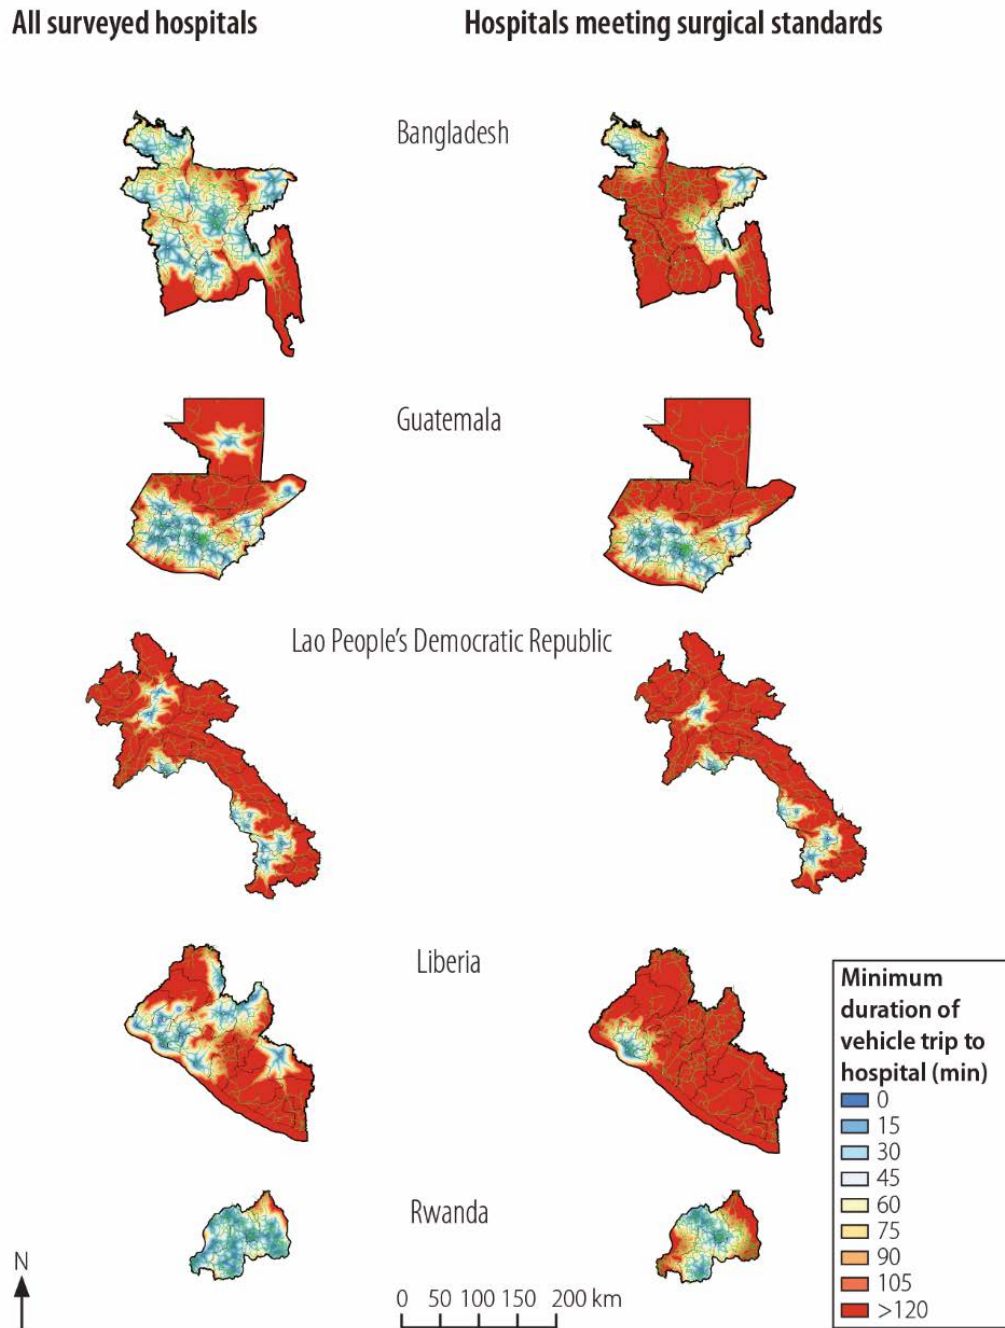 All surveyed hospitals
Hospitals meeting surgical standards
Bangladesh
Guatemala
Lao People’s Democratic Republic
Liberia
Rwanda
N
0 50 100 150 200 km
Minimum
duration of
vehicle trip to
hospital (min)
0
15
30
45
60
75
90
105
>120